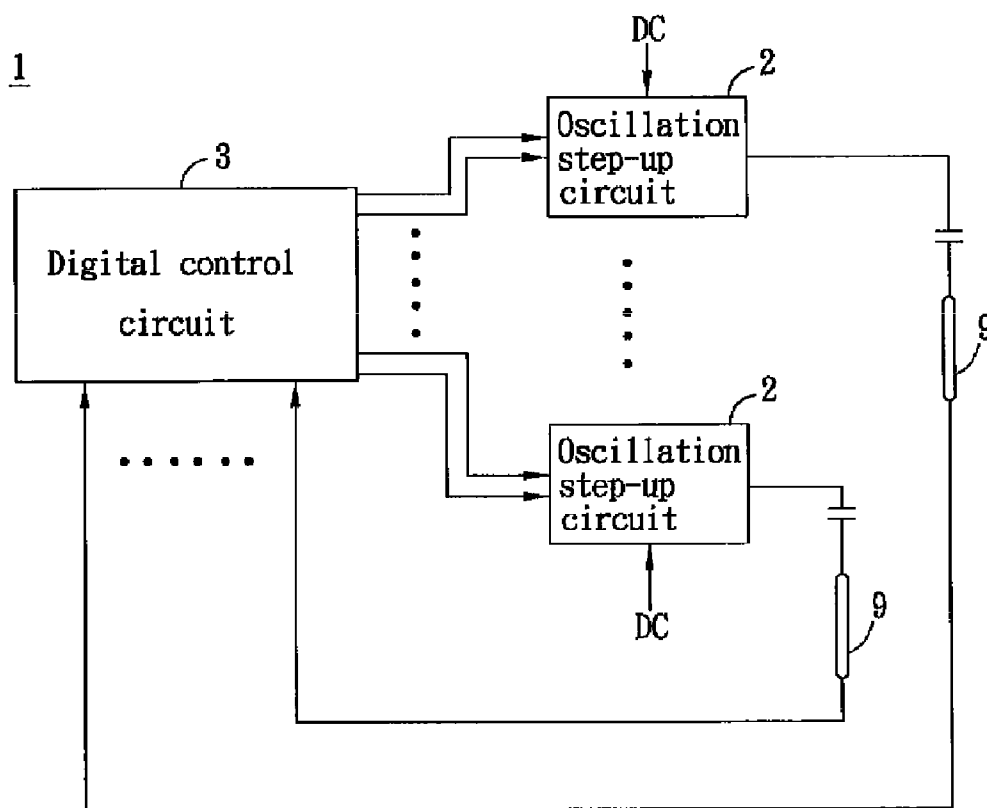 DC
1
2
Oscillation
step-up
circuit
3
Digital control
circuit
9
2
Oscillation
step-up
circuit
9
DC